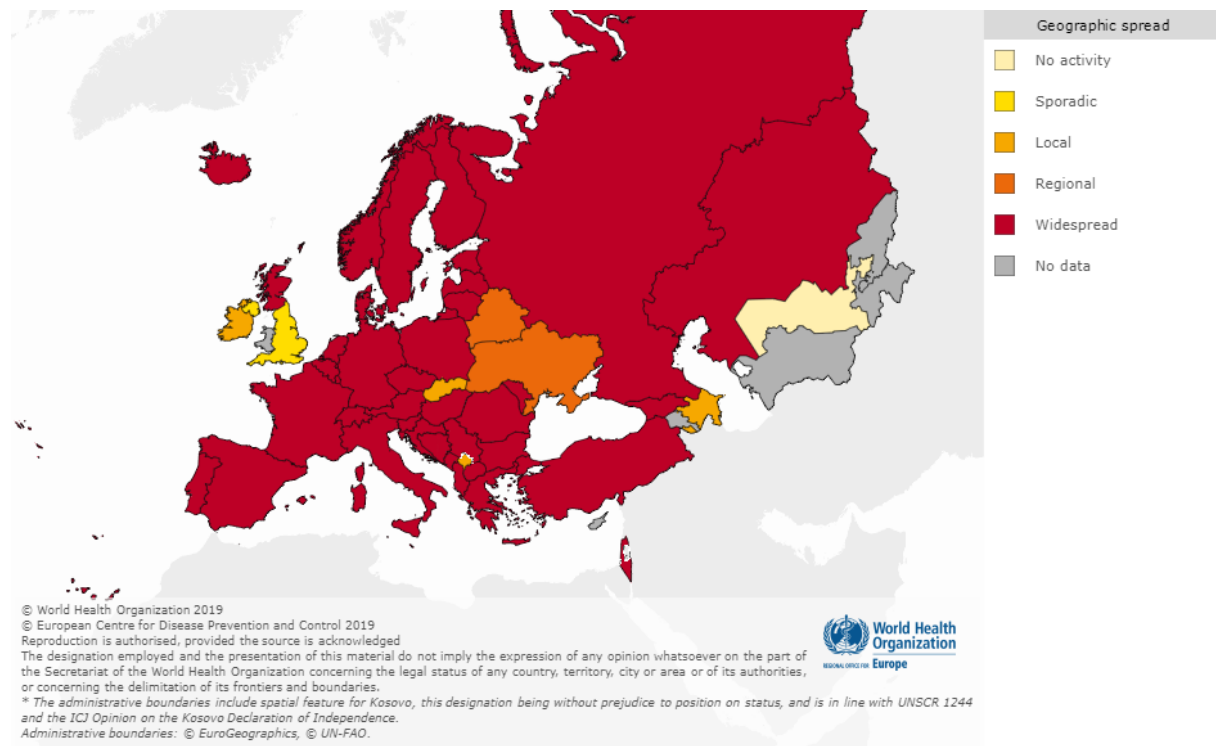 Geographic spread
No activity
Sporadic
Local
Regional
Widespread
No data
© World Health Organization 2019
© European Centre for Disease Prevention and Control 2019
Reproduction is authorised, provided the source is acknowledged
The designation employed and the presentation of this material do not imply the expression of any opinion whatsoever on the part of
the Secretariat of the World Health Organization concerning the legal status of any country, territory, city or area or of its authorities,
or concerning the delimitation of its frontiers and boundaries.
* The administrative boundaries include spatial feature for Kosovo, this designation being without prejudice to position on status, and is in line with UNSCR 1244
and the ICJ Opinion on the Kosovo Declaration of Independence.
Administrative boundaries: © EuroGeographics, © UN-FAO.
World Health
Organization
REGIONAL OFFICE FOR Europe